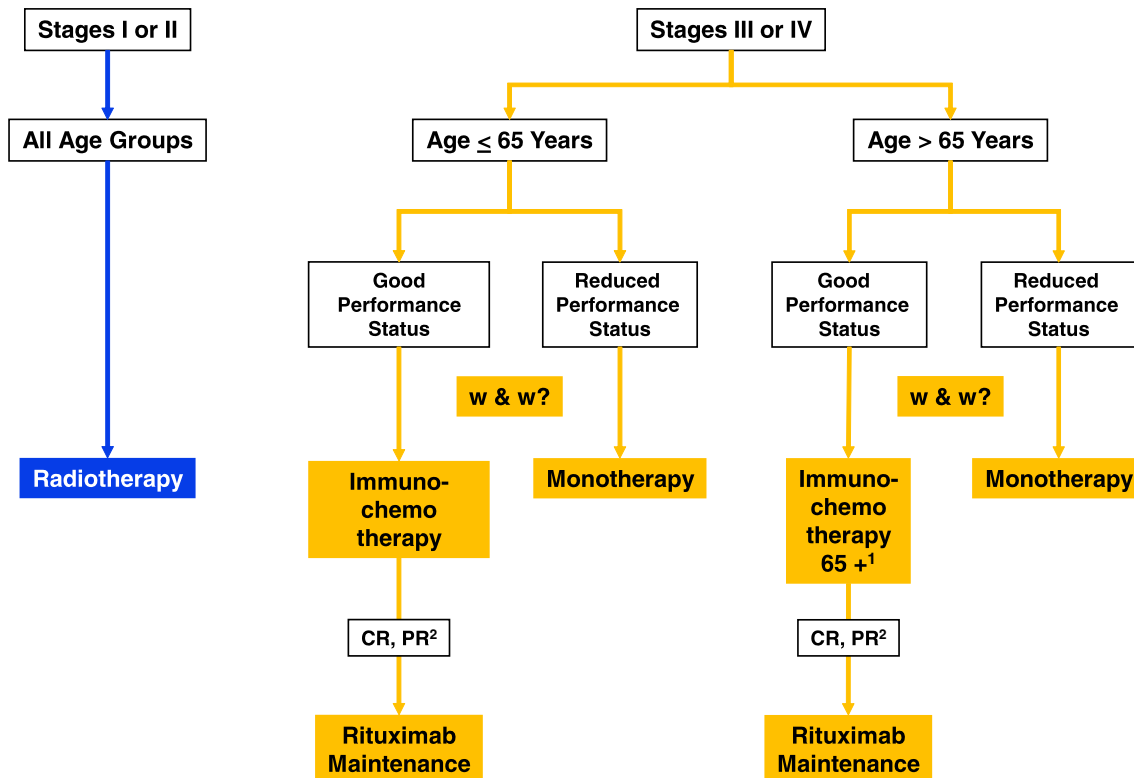 Stages I or II
All Age Groups
Radiotherapy
Stages III or IV
Age ≤ 65 Years
Age > 65 Years
Good
Performance
Status
Reduced
Performance
Status
Good
Performance
Status
Reduced
Performance
Status
w & w?
w & w?
Immuno-
chemo
therapy
Monotherapy
Immuno-
chemo
therapy
65 +¹
Monotherapy
CR, PR²
CR, PR²
Rituximab
Maintenance
Rituximab
Maintenance